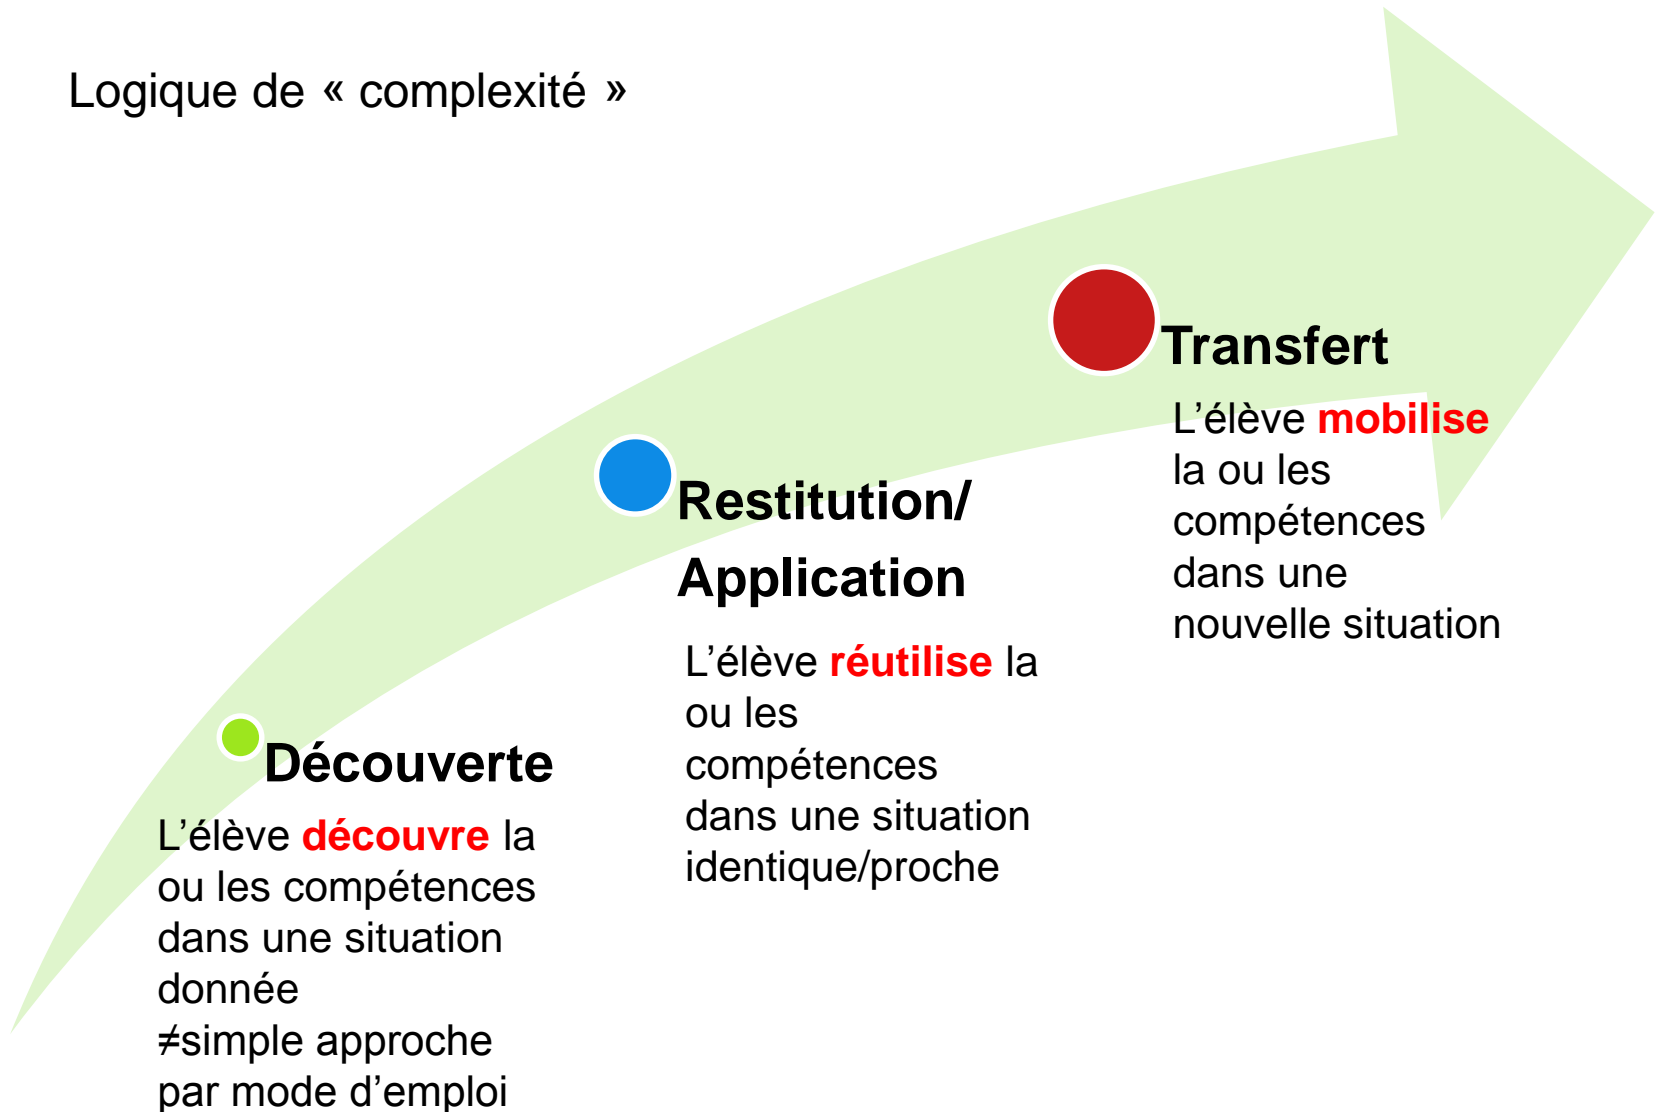 Logique de « complexité »
Transfert
L’élève mobilise
la ou les
compétences
dans une
nouvelle situation
Restitution/
Application
L’élève réutilise la
ou les
compétences
dans une situation
identique/proche
Découverte
L’élève découvre la
ou les compétences
dans une situation
donnée
≠simple approche
par mode d’emploi